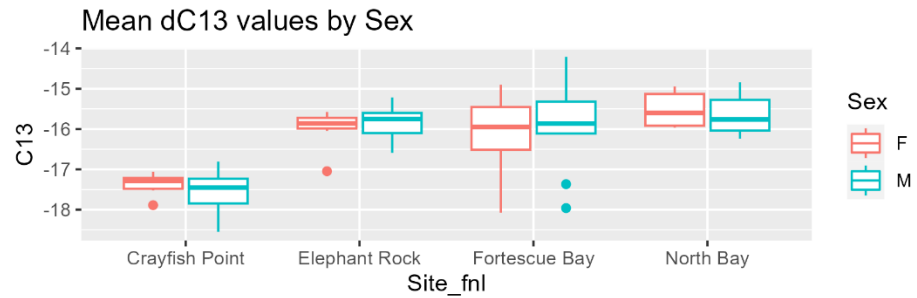 Mean dC13 values by Sex
-14
-15
-16
-17
-18
C13
Crayfish Point
Elephant Rock
Fortescue Bay
North Bay
Site_fnl
Sex
F
M